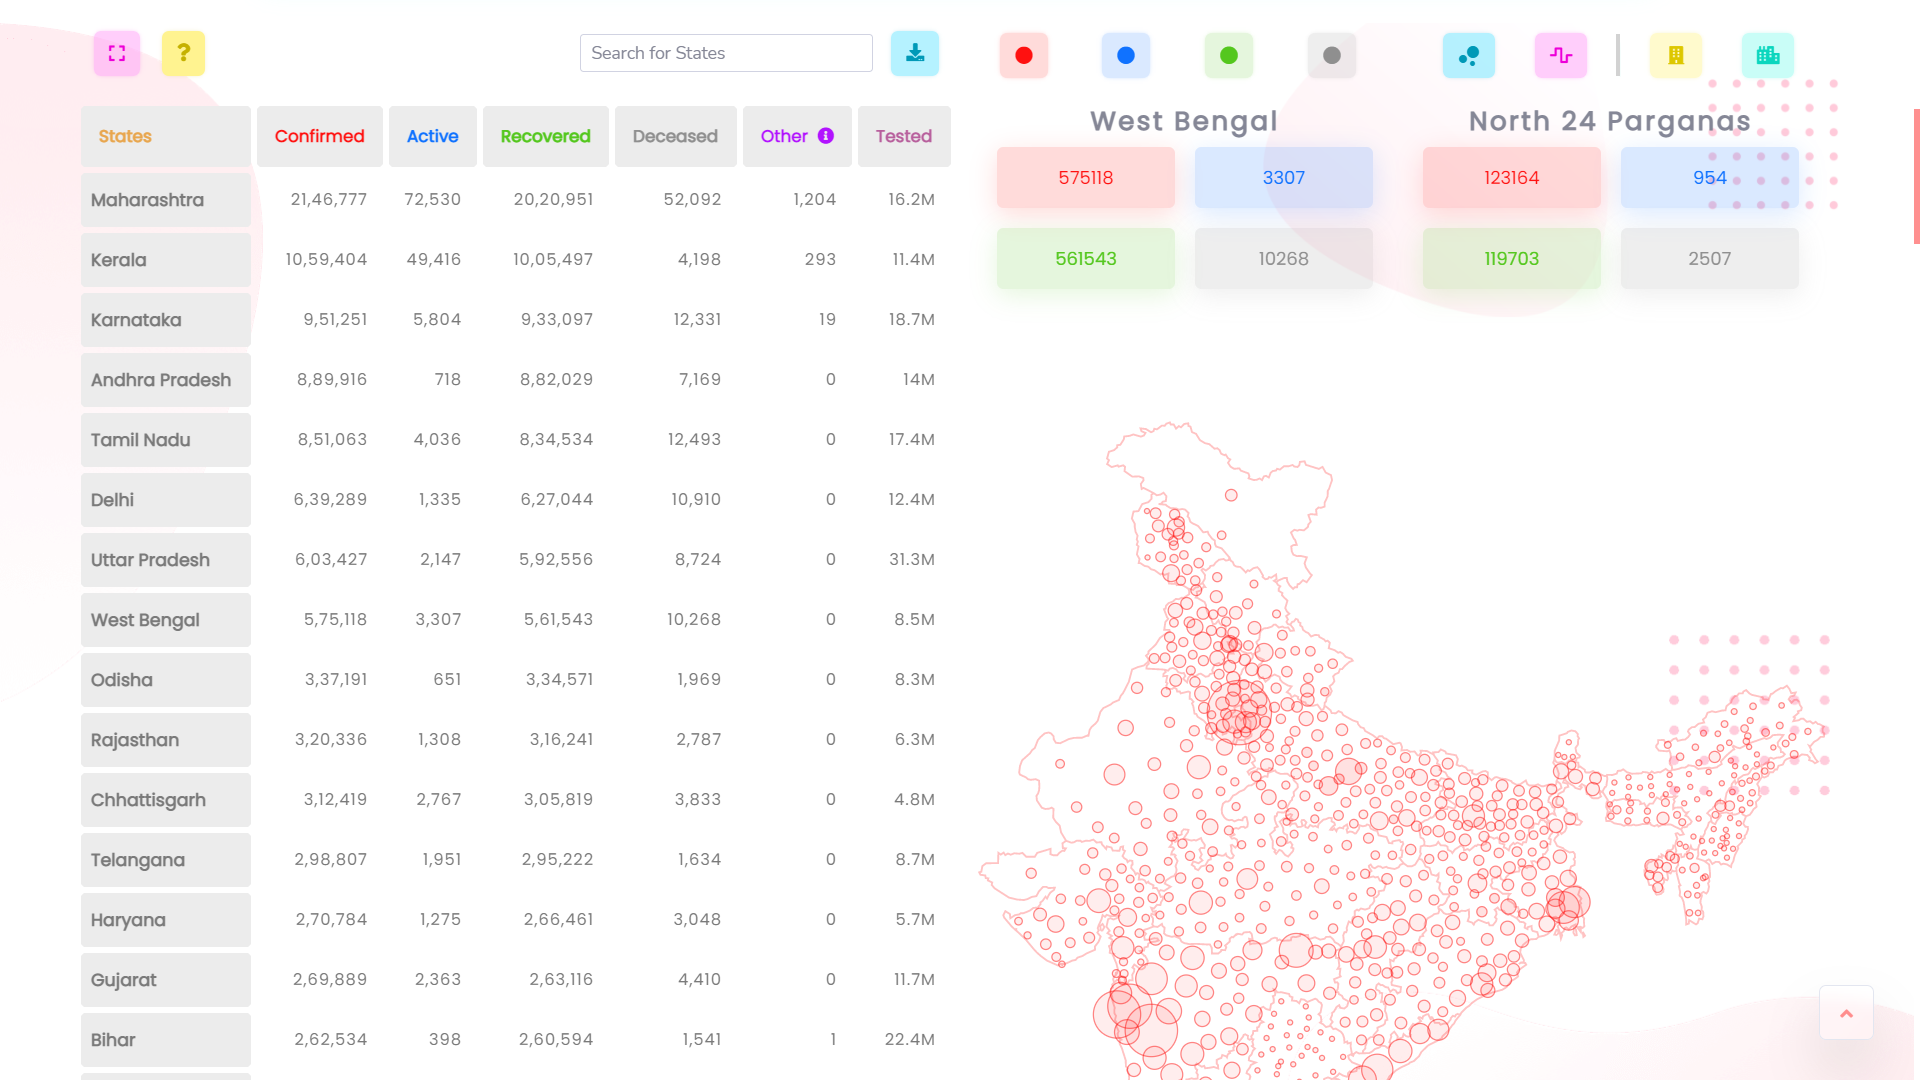 ?
Search for States
States Confirmed Active Recovered Deceased Other Tested
Maharashtra 21,46,777 72,530 20,20,951 52,092 1,204 16.2M
Kerala 10,59,404 49,416 10,05,497 4,198 293 11.4M
Karnataka 9,51,251 5,804 9,33,097 12,331 19 18.7M
Andhra Pradesh 8,89,916 718 8,82,029 7,169 0 14M
Tamil Nadu 8,51,063 4,036 8,34,534 12,493 0 17.4M
Delhi 6,39,289 1,335 6,27,044 10,910 0 12.4M
Uttar Pradesh 6,03,427 2,147 5,92,556 8,724 0 31.3M
West Bengal 5,75,118 3,307 5,61,543 10,268 0 8.5M
Odisha 3,37,191 651 3,34,571 1,969 0 8.3M
Rajasthan 3,20,336 1,308 3,16,241 2,787 0 6.3M
Chhattisgarh 3,12,419 2,767 3,05,819 3,833 0 4.8M
Telangana 2,98,807 1,951 2,95,222 1,634 0 8.7M
Haryana 2,70,784 1,275 2,66,461 3,048 0 5.7M
Gujarat 2,69,889 2,363 2,63,116 4,410 0 11.7M
Bihar 2,62,534 398 2,60,594 1,541 1 22.4M
West Bengal
575118 3307
561543 10268
North 24 Parganas
123164 954
119703 2507